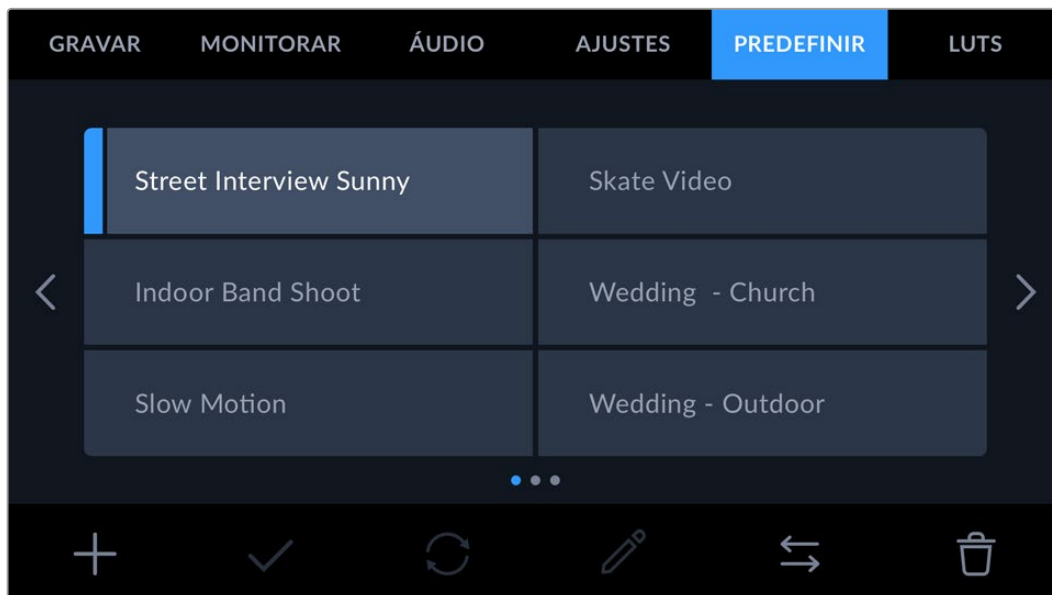 GRAVAR MONITORAR ÁUDIO AJUSTES PREDEFINIR LUTS
Street Interview Sunny Skate Video
Indoor Band Shoot Wedding - Church
Slow Motion Wedding - Outdoor